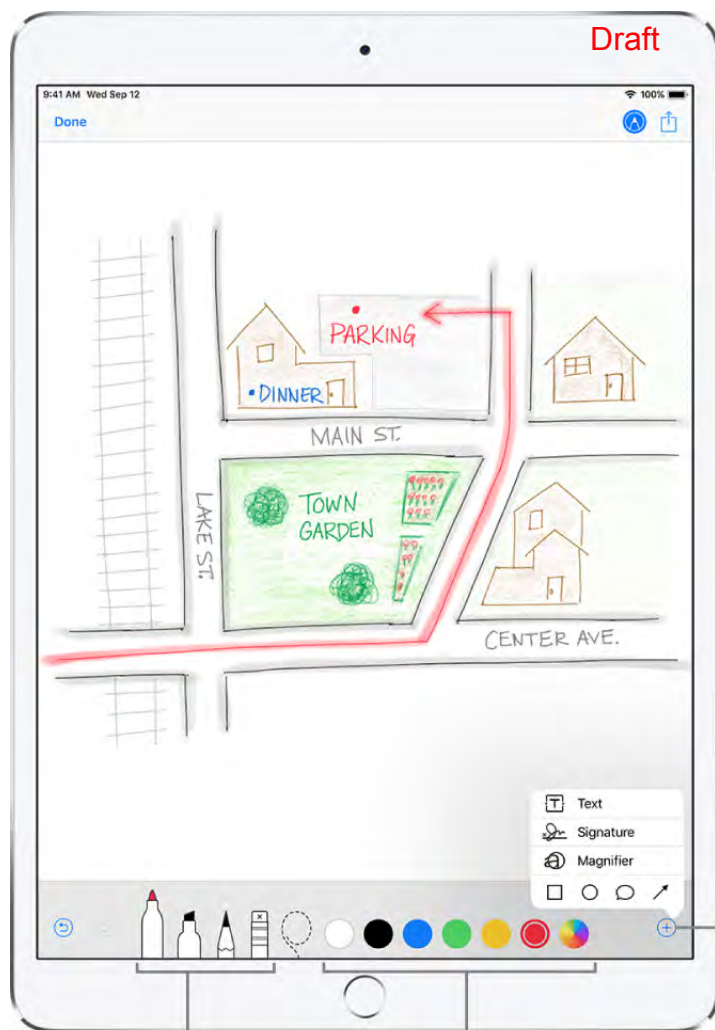 Draft
9:41 AM Wed Sep 12
100%
Done
PARKING
DINNER
MAIN ST.
TOWN
GARDEN
LAKE ST.
CENTER AVE.
Text
Signature
Magnifier